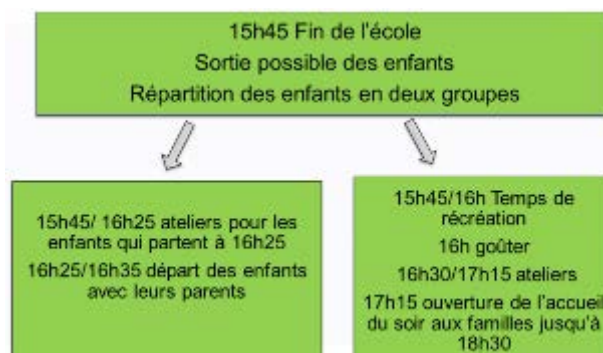 15h45 Fin de l'école
Sortie possible des enfants
Répartition des enfants en deux groupes
15h45/ 16h25 ateliers pour les
enfants qui partent à 16h25
16h25/16h35 départ des enfants
avec leurs parents
15h45/16h Temps de
récréation
16h goûter
16h30/17h15 ateliers
17h15 ouverture de l'accueil
du soir aux familles jusqu'à
18h30